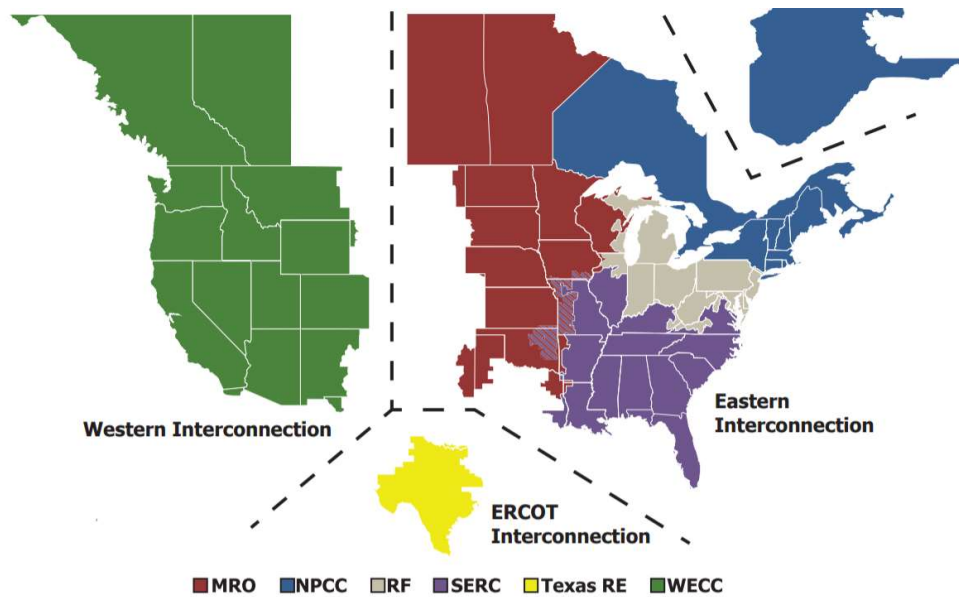 Western Interconnection
Eastern
Interconnection
ERCOT
Interconnection
MRO NPCC RF SERC Texas RE WECC